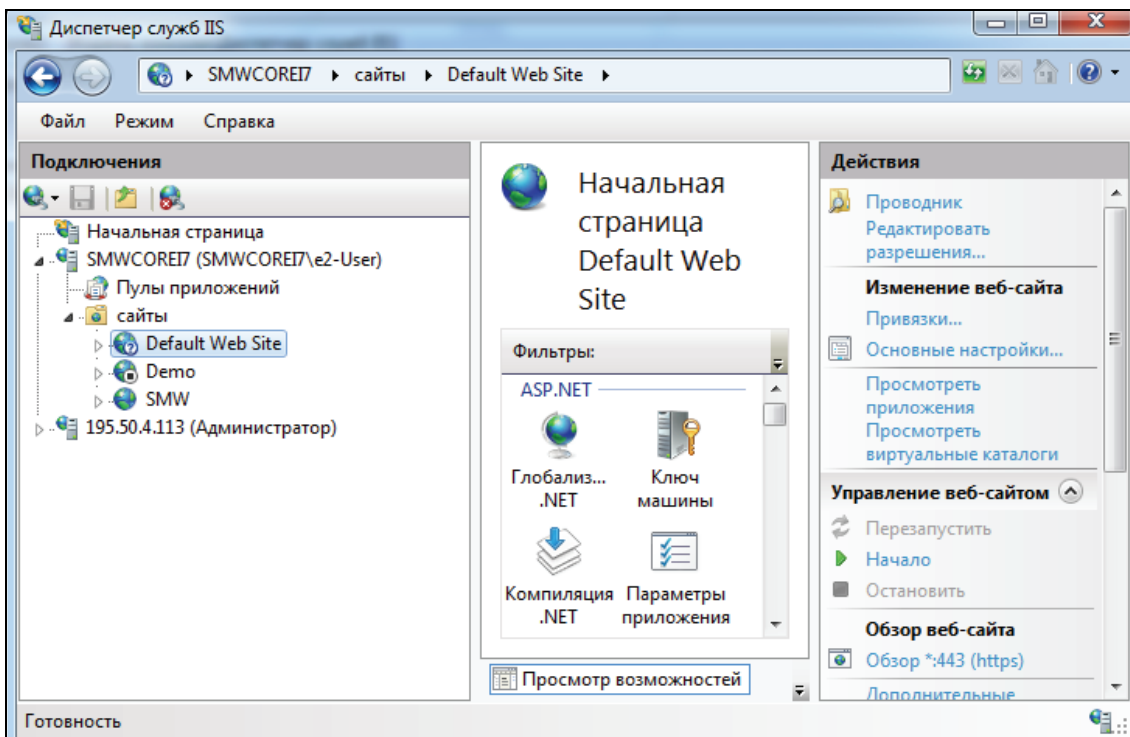 Диспетчер служб IIS
SMWCOREI7 сайты Default Web Site
Файл Режим Справка
Подключения
Начальная страница
SMWCOREI7 (SMWCOREI7\e2-User)
Пулы приложений
сайты
Default Web Site
Demo
SMW
195.50.4.113 (Администратор)
Начальная
страница
Default Web
Site
Фильтры:
ASP.NET
Глобализ...
.NET
Ключ
машины
Компиляция
.NET
Параметры
приложения
Просмотр возможностей
Действия
Проводник
Редактировать
разрешения...
Изменение веб-сайта
Привязки...
Основные настройки...
Просмотреть
приложения
Просмотреть
виртуальные каталоги
Управление веб-сайтом
Перезапустить
Начало
Остановить
Обзор веб-сайта
Обзор *:443 (https)
Дополнительные
Готовность